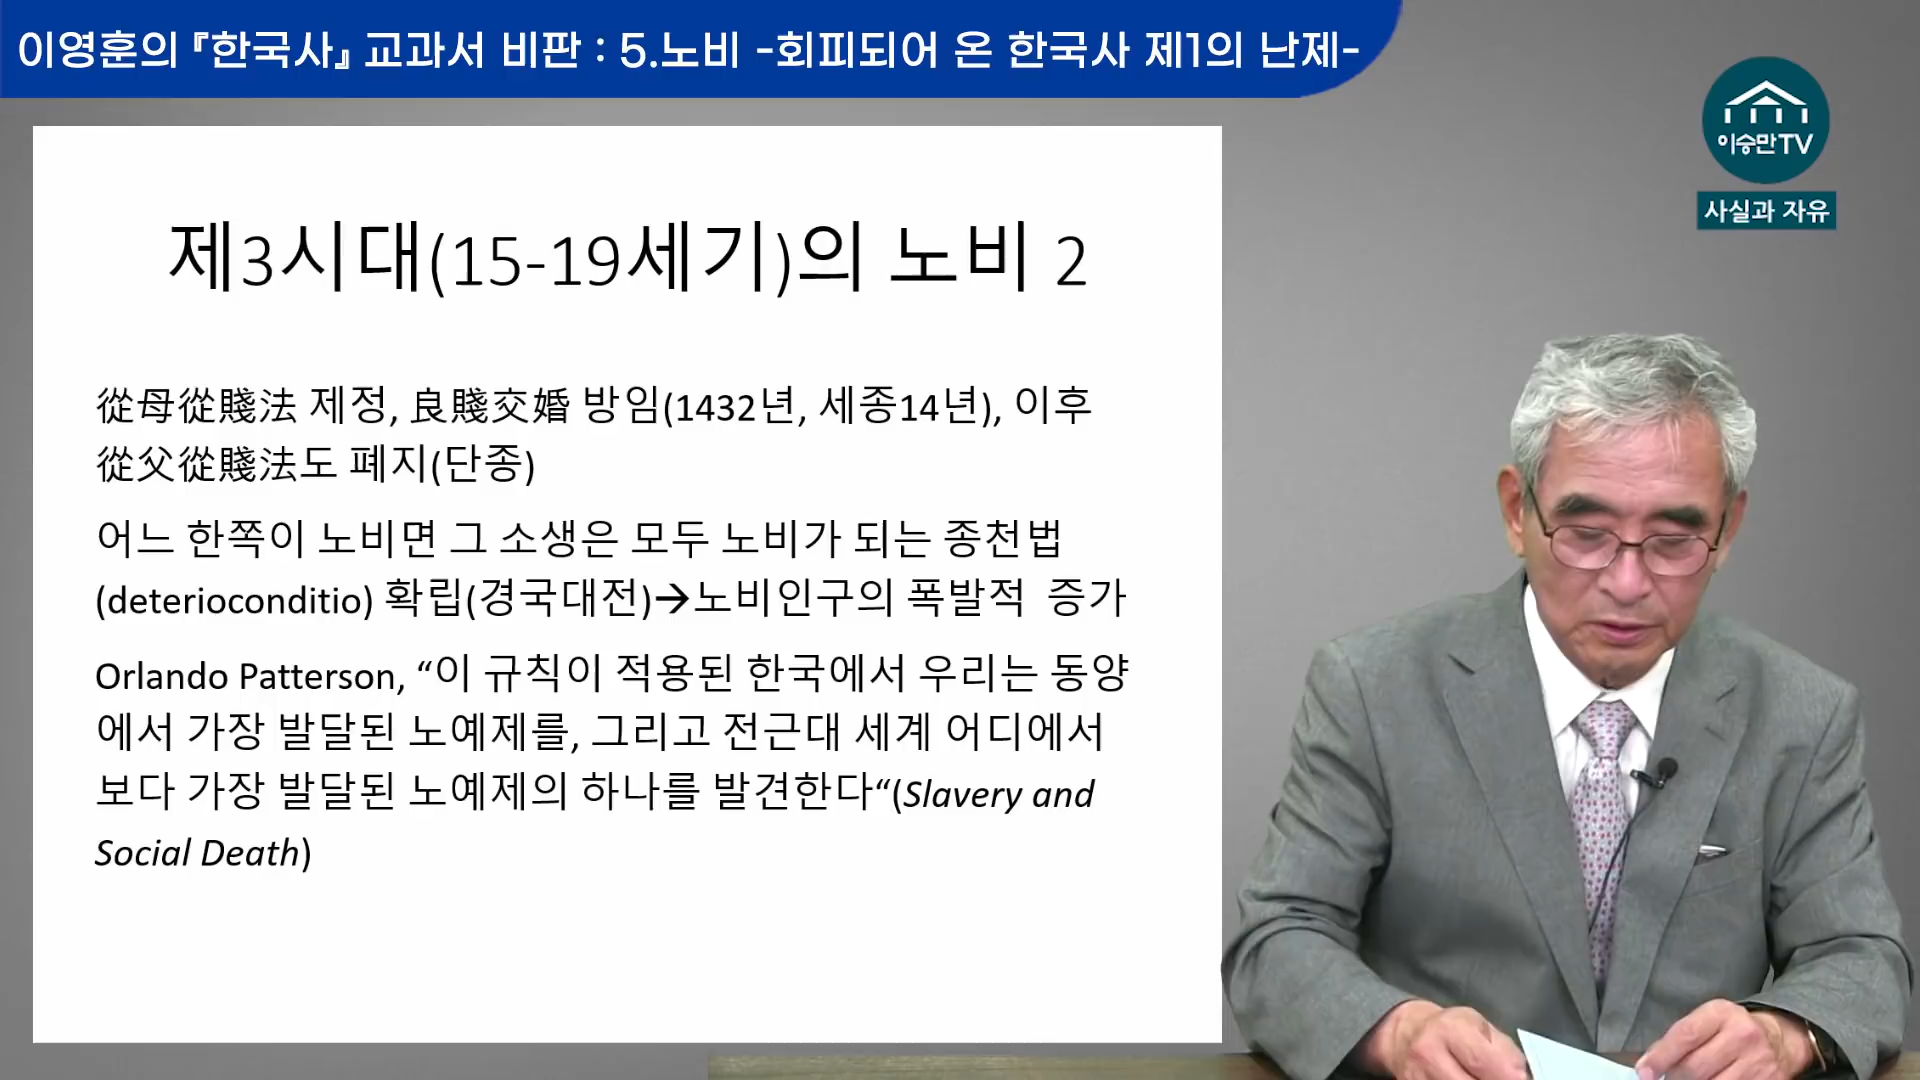 이영훈의 『한국사』 교과서 비판 : 5.노비 -회피되어 온 한국사 제1의 난제-
이승만TV
사실과 자유
제3시대(15-19세기)의 노비 2
從母從賤法 제정, 良賤交婚 방임(1432년, 세종14년), 이후
從父從賤法도 폐지(단종)
어느 한쪽이 노비면 그 소생은 모두 노비가 되는 종천법
(deterioconditio) 확립(경국대전)→노비인구의 폭발적 증가
Orlando Patterson, “이 규칙이 적용된 한국에서 우리는 동양
에서 가장 발달된 노예제를, 그리고 전근대 세계 어디에서
보다 가장 발달된 노예제의 하나를 발견한다“(Slavery and
Social Death)